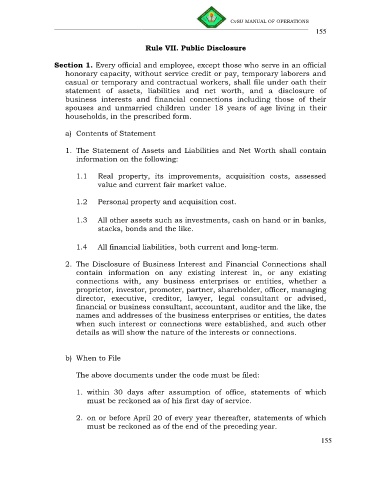 CvSU MANUAL OF OPERATIONS
155
Rule VII. Public Disclosure
Section 1. Every official and employee, except those who serve in an official
honorary capacity, without service credit or pay, temporary laborers and
casual or temporary and contractual workers, shall file under oath their
statement of assets, liabilities and net worth, and a disclosure of
business interests and financial connections including those of their
spouses and unmarried children under 18 years of age living in their
households, in the prescribed form.
a) Contents of Statement
1. The Statement of Assets and Liabilities and Net Worth shall contain
information on the following:
1.1 Real property, its improvements, acquisition costs, assessed
value and current fair market value.
1.2 Personal property and acquisition cost.
1.3 All other assets such as investments, cash on hand or in banks,
stacks, bonds and the like.
1.4 All financial liabilities, both current and long-term.
2. The Disclosure of Business Interest and Financial Connections shall
contain information on any existing interest in, or any existing
connections with, any business enterprises or entities, whether a
proprietor, investor, promoter, partner, shareholder, officer, managing
director, executive, creditor, lawyer, legal consultant or advised,
financial or business consultant, accountant, auditor and the like, the
names and addresses of the business enterprises or entities, the dates
when such interest or connections were established, and such other
details as will show the nature of the interests or connections.
b) When to File
The above documents under the code must be filed:
1. within 30 days after assumption of office, statements of which
must be reckoned as of his first day of service.
2. on or before April 20 of every year thereafter, statements of which
must be reckoned as of the end of the preceding year.
155